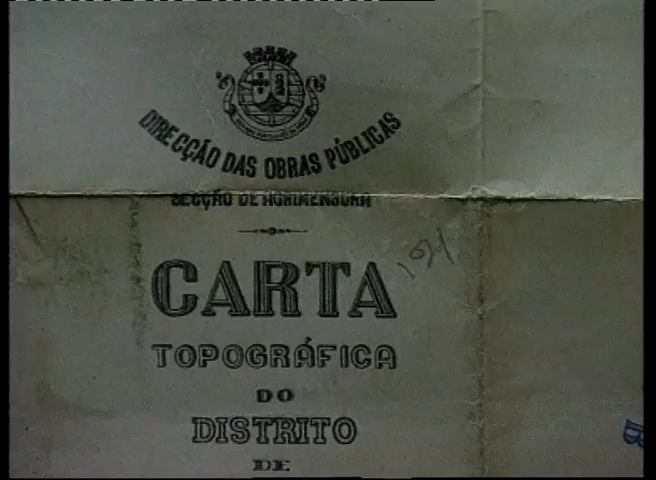 DIRECÇÃO DAS OBRAS PÚBLICAS
SECÇÃO DE AGRIMENSURA
CARTA
TOPOGRÁFICA
DO
DISTRITO
DE
B